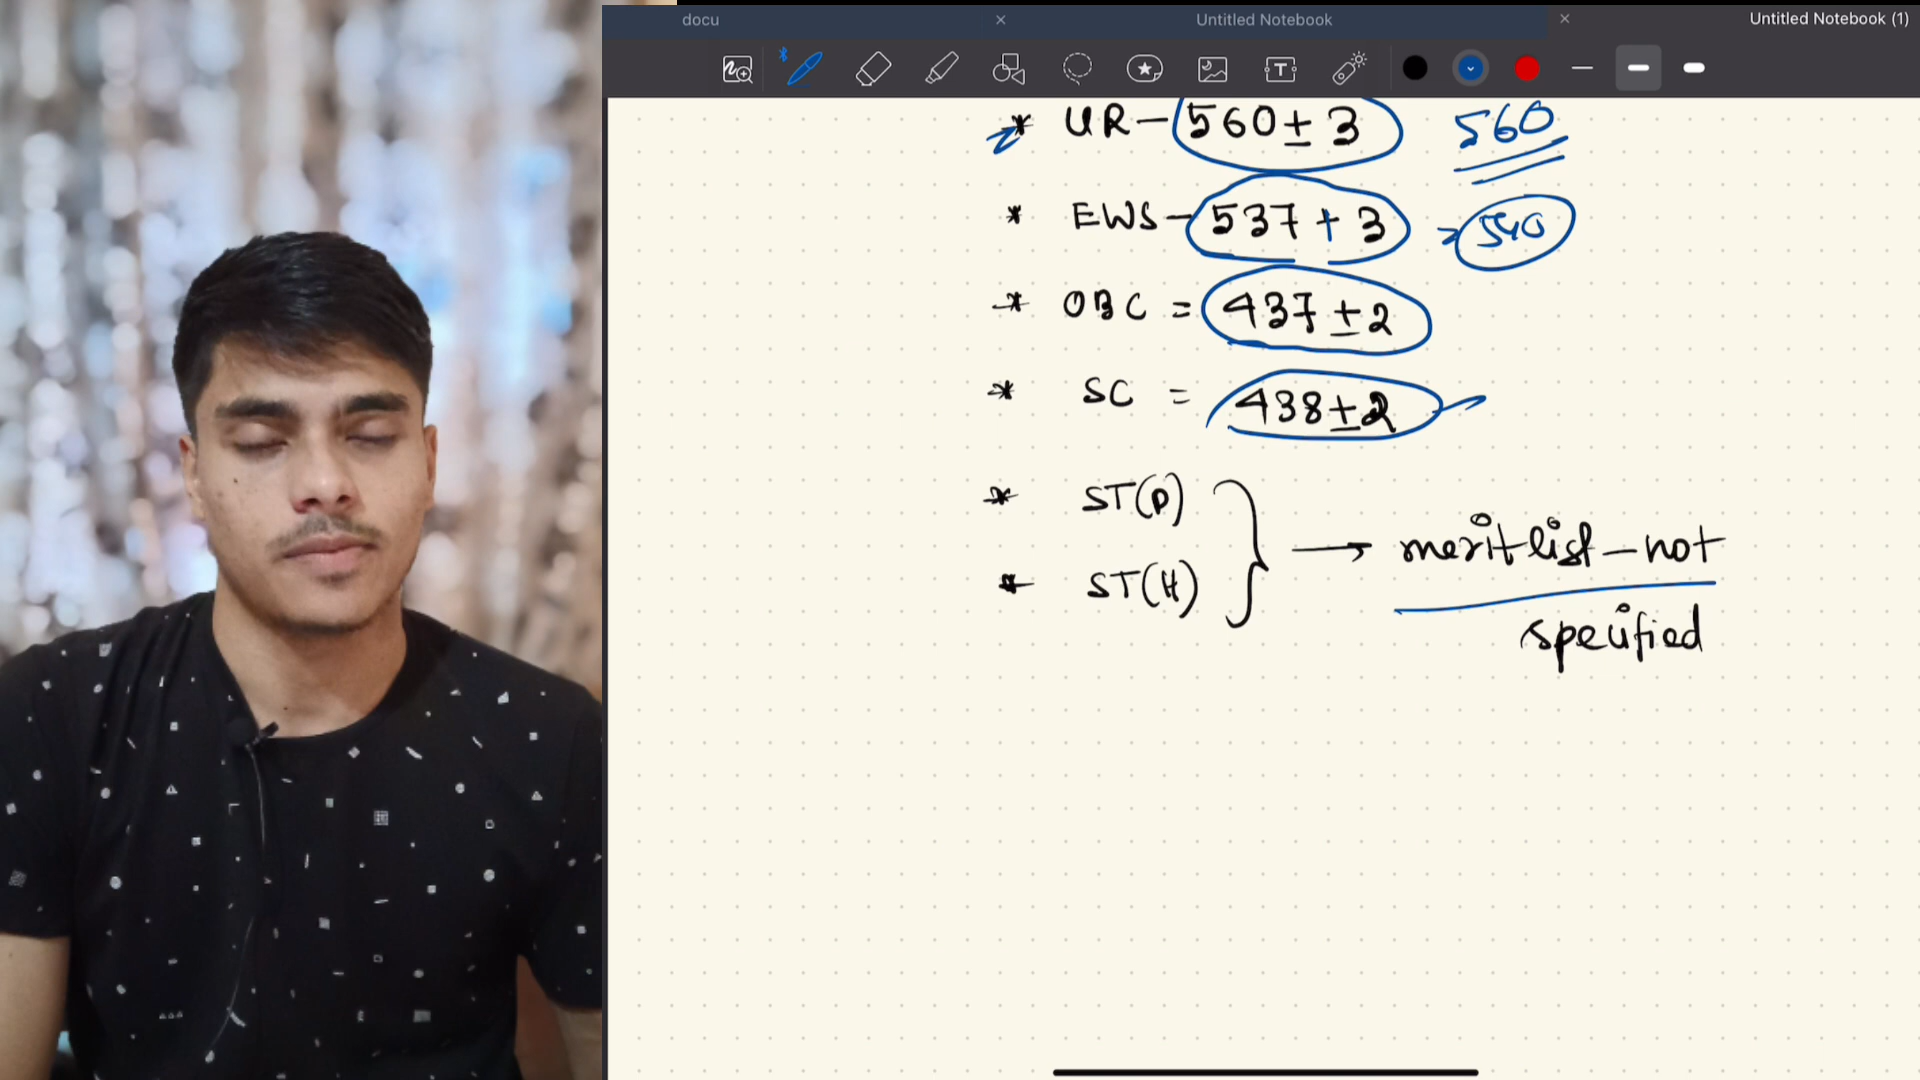 docu × Untitled Notebook × Untitled Notebook (1)
T
* UR - 560 ± 3 560
* EWS - 537 + 3 = 540
* OBC = 437 ± 2
* SC = 438 ± 2
* ST(P)
meritlist - not
* ST(H)
specified